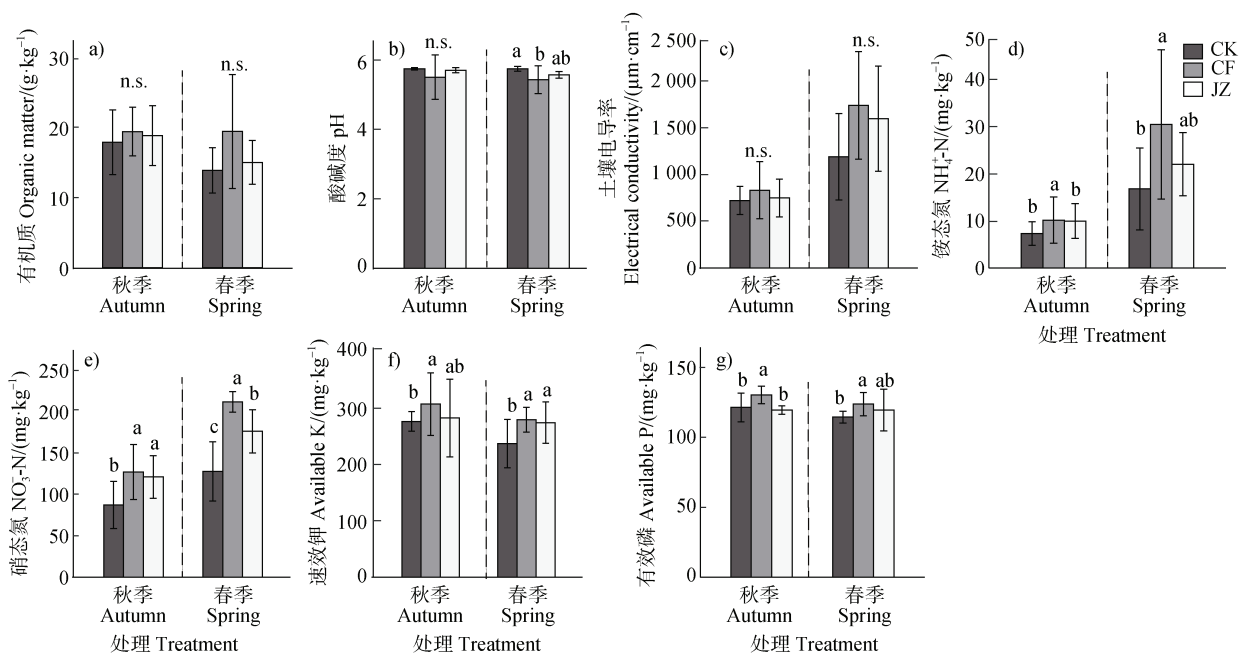 a)
n.s.
n.s.
30
20
10
0
有机质 Organic matter/(g·kg⁻¹)
秋季
Autumn
春季
Spring
b)
n.s.
a b ab
6
4
2
0
酸碱度 pH
秋季
Autumn
春季
Spring
c)
n.s.
n.s.
2 500
2 000
1 500
1 000
500
0
土壤电导率
Electrical conductivity/(μm·cm⁻¹)
秋季
Autumn
春季
Spring
d)
CK
CF
JZ
b a b
b a ab
50
40
30
20
10
0
铵态氮 NH₄⁺-N/(mg·kg⁻¹)
秋季
Autumn
春季
Spring
处理 Treatment
e)
b a a
c a b
250
200
150
100
50
0
硝态氮 NO₃⁻-N/(mg·kg⁻¹)
秋季
Autumn
春季
Spring
处理 Treatment
f)
b a ab
b a a
400
300
200
100
0
速效钾 Available K/(mg·kg⁻¹)
秋季
Autumn
春季
Spring
处理 Treatment
g)
b a b
b a ab
150
100
50
0
有效磷 Available P/(mg·kg⁻¹)
秋季
Autumn
春季
Spring
处理 Treatment